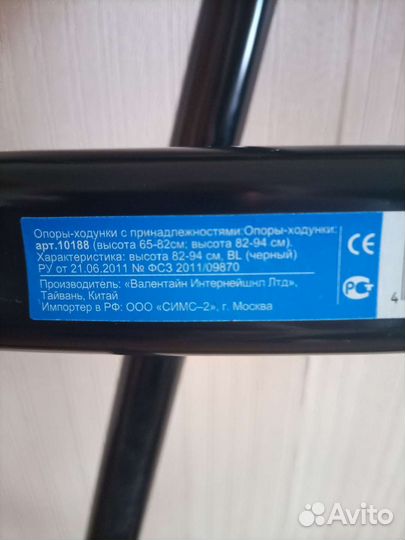 Опоры-ходунки с принадлежностями: Опоры-ходунки:
арт.10188 (высота 65-82см; высота 82-94 см).
Характеристика: высота 82-94 см, BL (черный)
РУ от 21.06.2011 № ФСЗ 2011/09870
Производитель: «Валентайн Интернейшнл Лтд»,
Тайвань, Китай
Импортер в РФ: ООО «СИМС–2», г. Москва
CE
РСТ
4
Avito